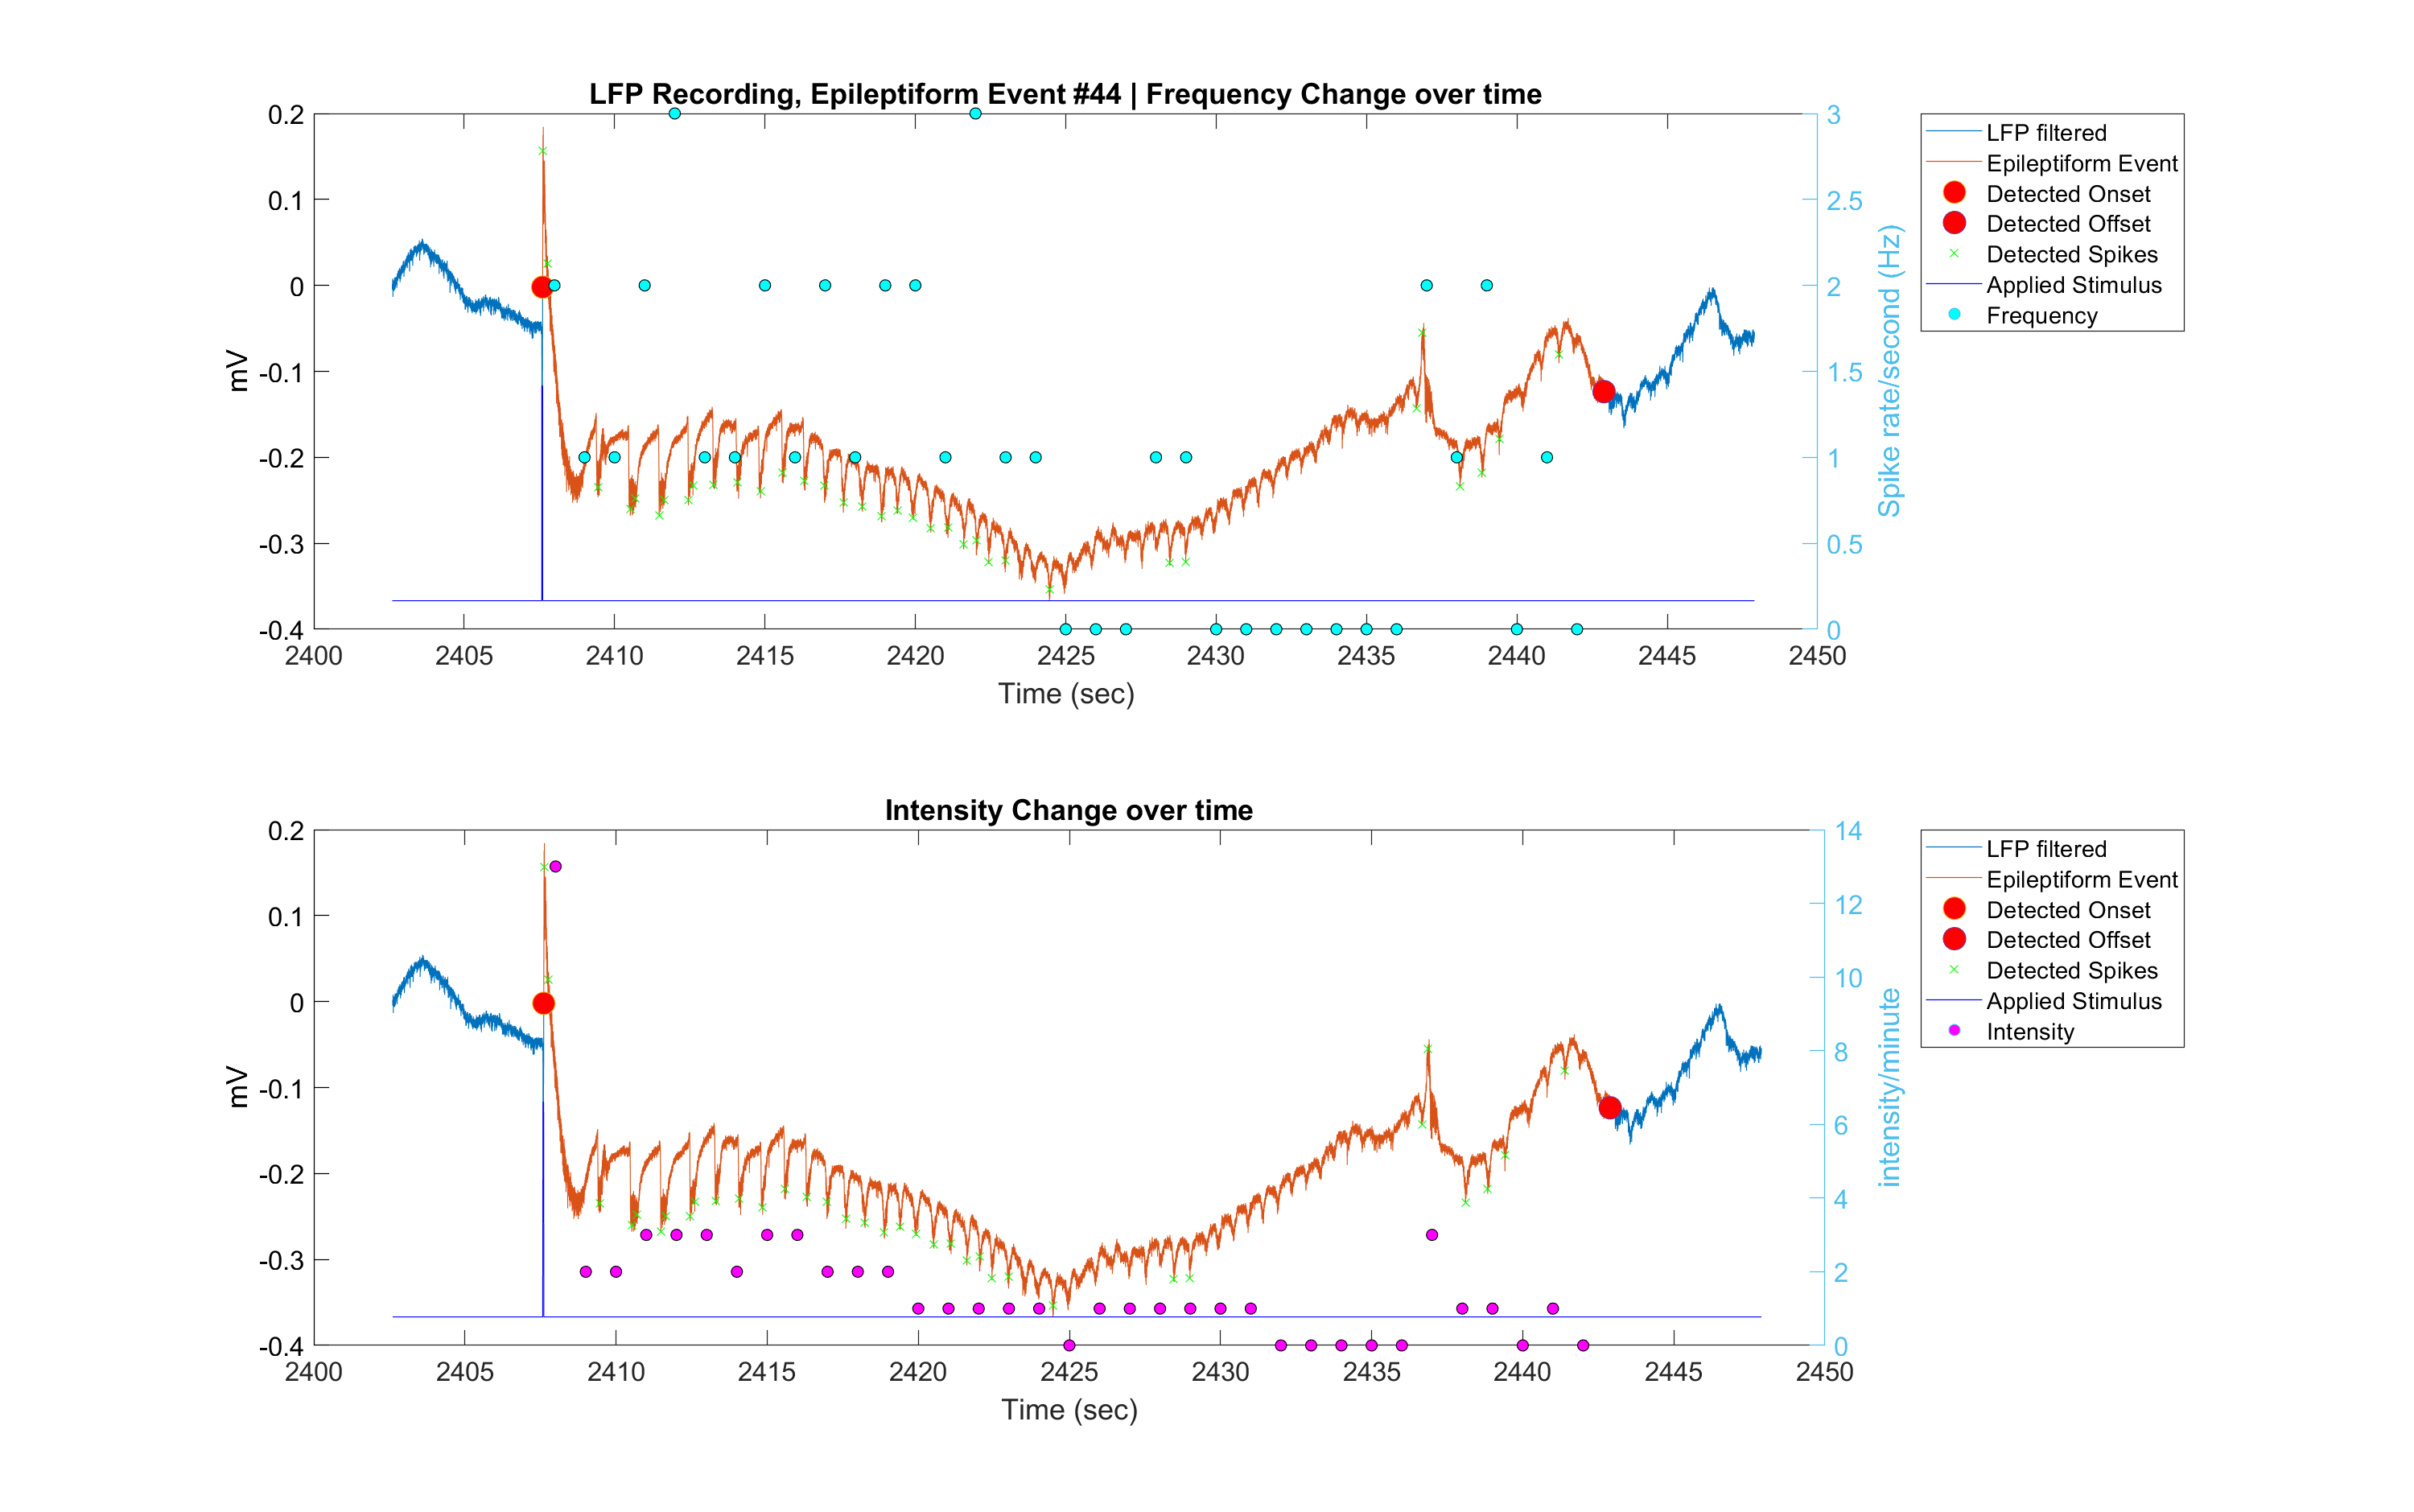 LFP Recording, Epileptiform Event #44 | Frequency Change over time
0.2
0.1
0
-0.1
-0.2
-0.3
-0.4
mV
2400 2405 2410 2415 2420 2425 2430 2435 2440 2445 2450
Time (sec)
3
2.5
2
1.5
1
0.5
0
Spike rate/second (Hz)
LFP filtered
Epileptiform Event
Detected Onset
Detected Offset
Detected Spikes
Applied Stimulus
Frequency
Intensity Change over time
0.2
0.1
0
-0.1
-0.2
-0.3
-0.4
mV
2400 2405 2410 2415 2420 2425 2430 2435 2440 2445 2450
Time (sec)
14
12
10
8
6
4
2
0
intensity/minute
LFP filtered
Epileptiform Event
Detected Onset
Detected Offset
Detected Spikes
Applied Stimulus
Intensity